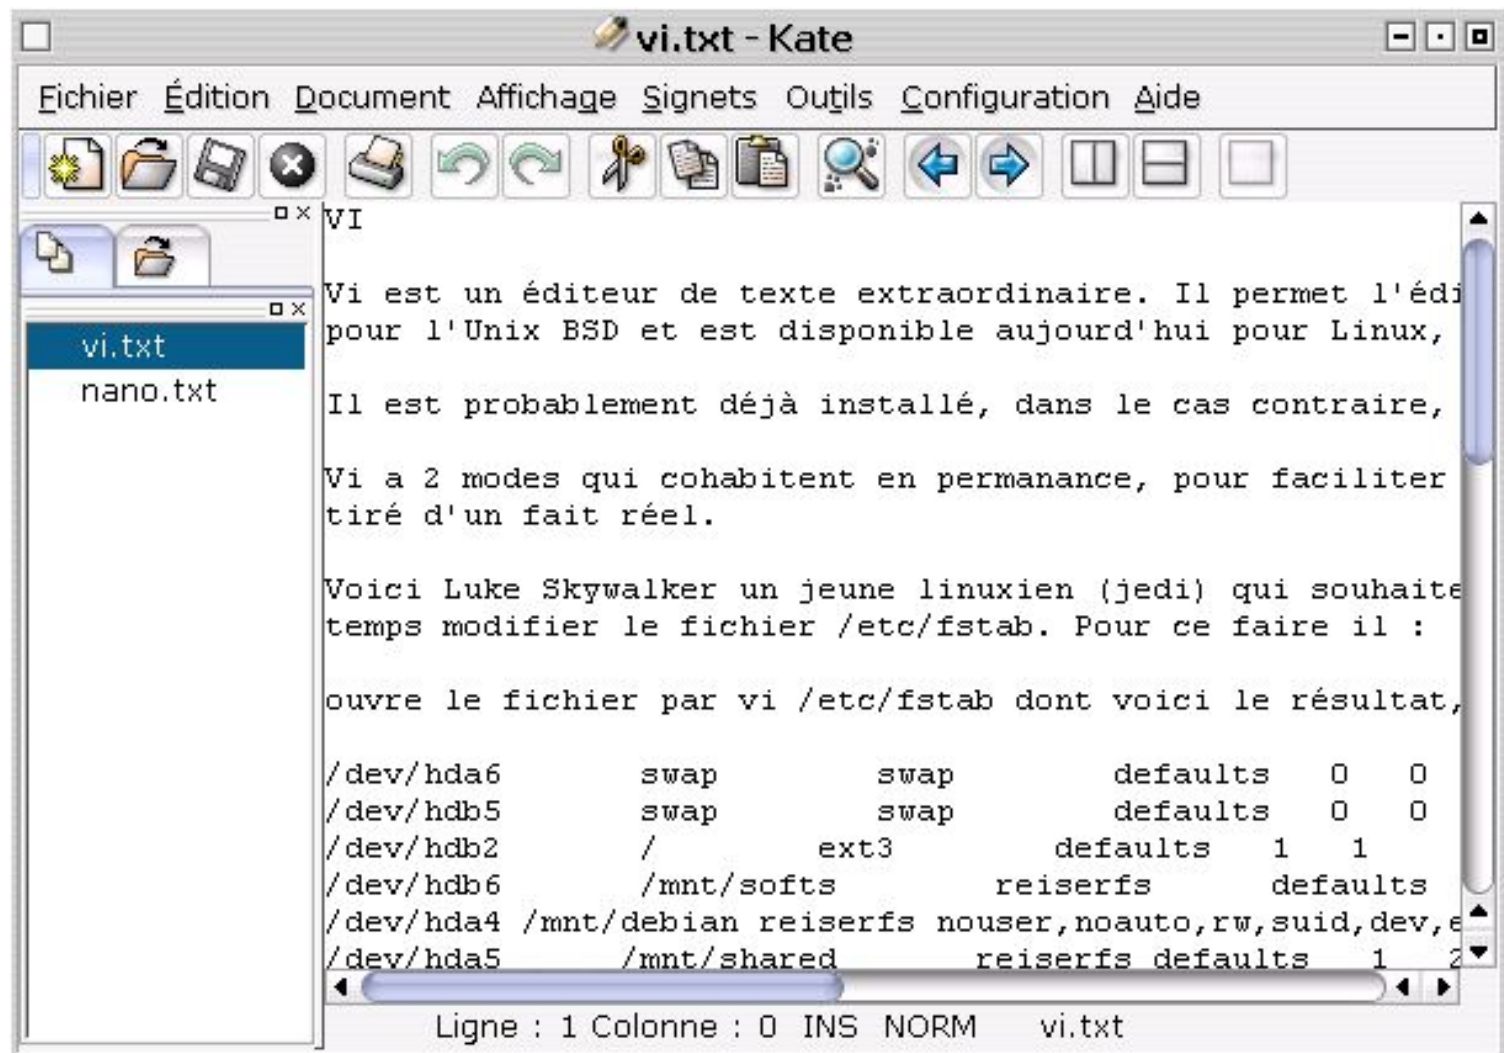 vi.txt - Kate
Fichier Édition Document Affichage Signets Outils Configuration Aide
vi.txt
nano.txt
VI
Vi est un éditeur de texte extraordinaire. Il permet l'édi
pour l'Unix BSD et est disponible aujourd'hui pour Linux,
Il est probablement déjà installé, dans le cas contraire,
Vi a 2 modes qui cohabitent en permanance, pour faciliter
tiré d'un fait réel.
Voici Luke Skywalker un jeune linuxien (jedi) qui souhaite
temps modifier le fichier /etc/fstab. Pour ce faire il :
ouvre le fichier par vi /etc/fstab dont voici le résultat,
/dev/hda6 swap swap defaults 0 0
/dev/hdb5 swap swap defaults 0 0
/dev/hdb2 / ext3 defaults 1 1
/dev/hdb6 /mnt/softs reiserfs defaults
/dev/hda4 /mnt/debian reiserfs nouser,noauto,rw,suid,dev,e
/dev/hda5 /mnt/shared reiserfs defaults 1 2
Ligne : 1 Colonne : 0 INS NORM vi.txt